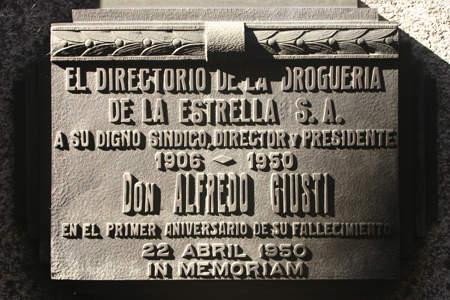 EL DIRECTORIO DE LA DROGUERIA
DE LA ESTRELLA S.A.
A SU DIGNO SINDICO, DIRECTOR Y PRESIDENTE
1906 - 1950
DON ALFREDO GIUSTI
EN EL PRIMER ANIVERSARIO DE SU FALLECIMIENTO
22 ABRIL 1950
IN MEMORIAM